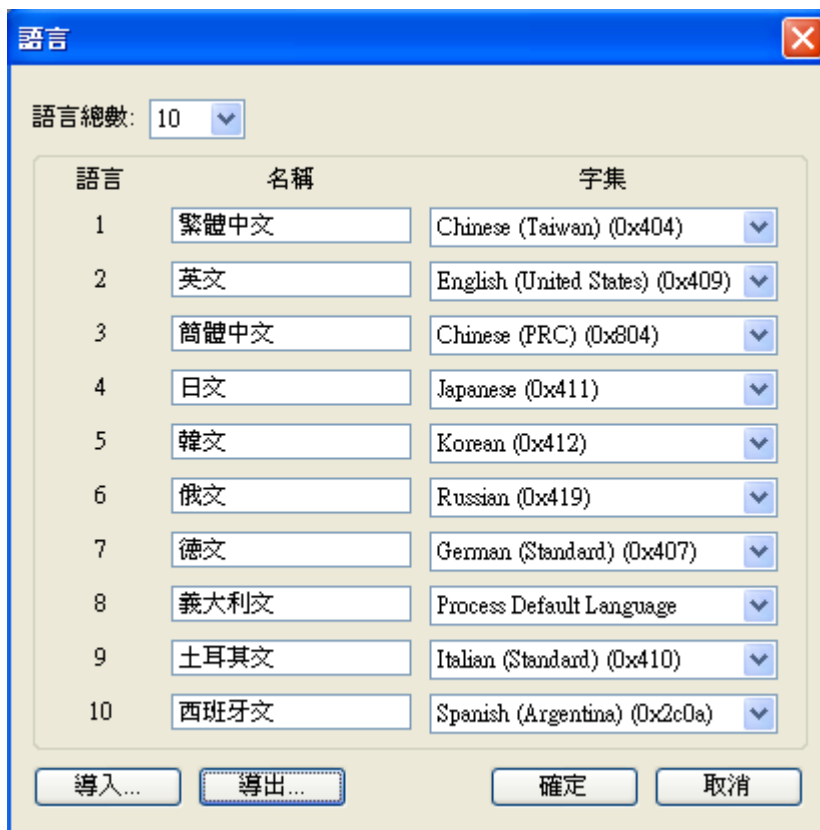 語言
語言總數: 10
語言 名稱 字集
1 繁體中文 Chinese (Taiwan) (0x404)
2 英文 English (United States) (0x409)
3 簡體中文 Chinese (PRC) (0x804)
4 日文 Japanese (0x411)
5 韓文 Korean (0x412)
6 俄文 Russian (0x419)
7 德文 German (Standard) (0x407)
8 義大利文 Process Default Language
9 土耳其文 Italian (Standard) (0x410)
10 西班牙文 Spanish (Argentina) (0x2c0a)
導入... 導出... 確定 取消